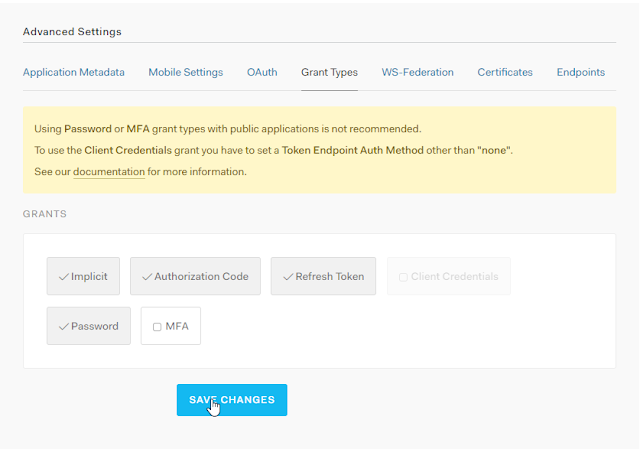 Advanced Settings
Application Metadata Mobile Settings OAuth Grant Types WS-Federation Certificates Endpoints
Using Password or MFA grant types with public applications is not recommended.
To use the Client Credentials grant you have to set a Token Endpoint Auth Method other than "none".
See our documentation for more information.
GRANTS
Implicit Authorization Code Refresh Token Client Credentials
Password MFA
SAVE CHANGES